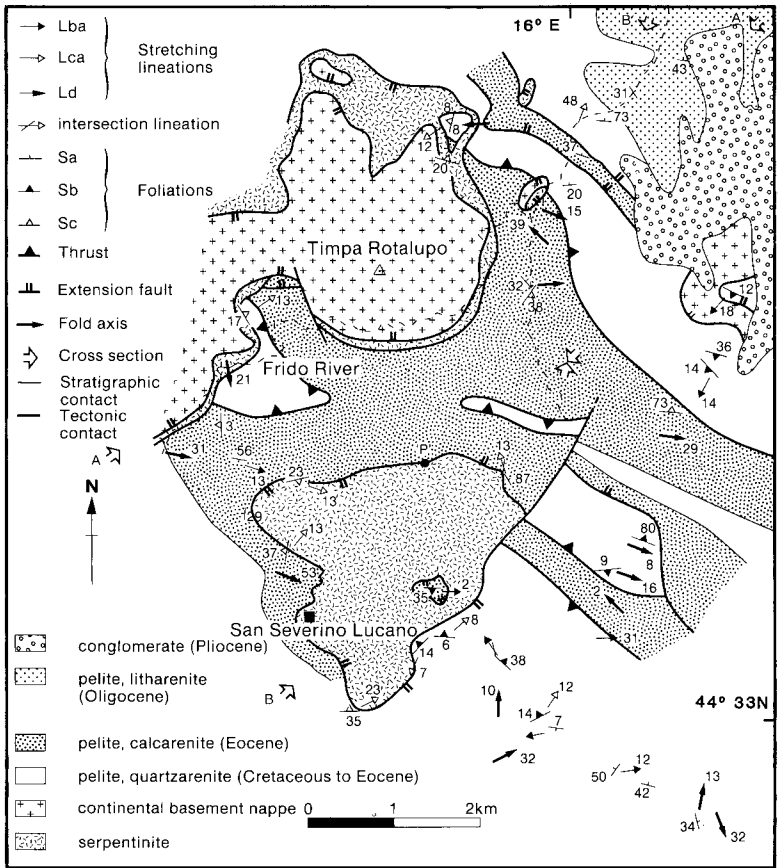 Lba
Lca
Ld
Stretching
lineations
intersection lineation
Sa
Sb
Sc
Foliations
Thrust
Extension fault
Fold axis
Cross section
Stratigraphic
contact
Tectonic
contact
A
N
16° E
B
A
43
31
48
73
37
6
8
12
20
20
15
39
Timpa Rotalupo
32
38
13
17
12
18
36
14
14
Frido River
21
73
29
13
31
56
13
23
13
P
13
87
29
13
37
53
80
8
9
16
2
31
35
2
San Severino Lucano
8
6
14
7
38
B
23
35
10
12
14
7
32
44° 33N
12
50
42
13
34
32
conglomerate (Pliocene)
pelite, litharenite
(Oligocene)
pelite, calcarenite (Eocene)
pelite, quartzarenite (Cretaceous to Eocene)
continental basement nappe
serpentinite
0 1 2km